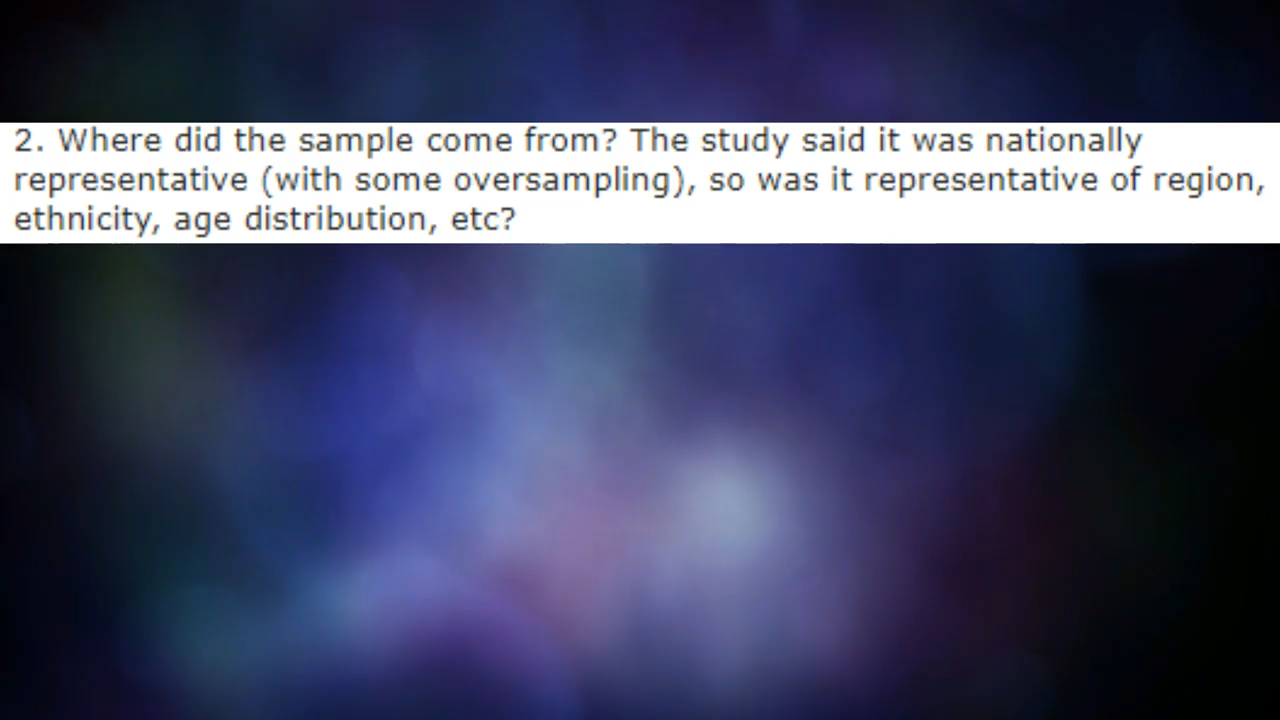 2. Where did the sample come from? The study said it was nationally
representative (with some oversampling), so was it representative of region,
ethnicity, age distribution, etc?